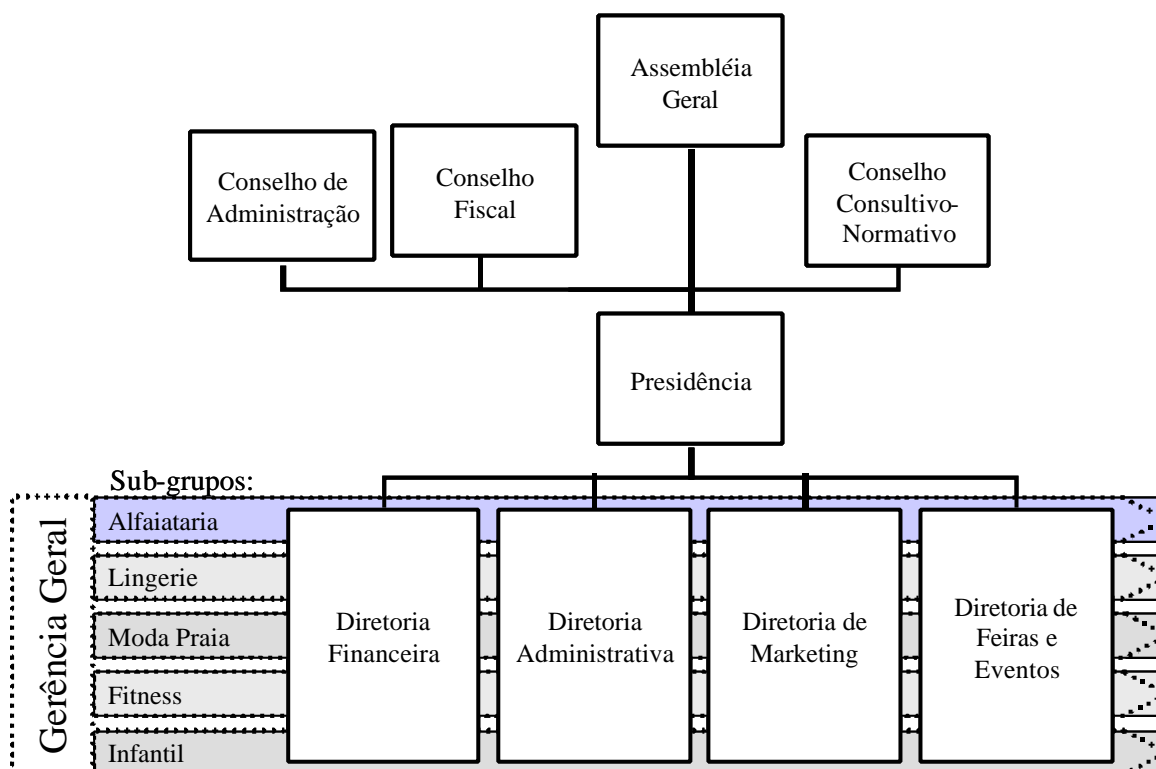 Assembléia
Geral
Conselho de
Administração
Conselho
Fiscal
Conselho
Consultivo-
Normativo
Presidência
Sub-grupos:
Gerência Geral
Alfaiataria
Lingerie
Moda Praia
Fitness
Infantil
Diretoria
Financeira
Diretoria
Administrativa
Diretoria de
Marketing
Diretoria de
Feiras e
Eventos